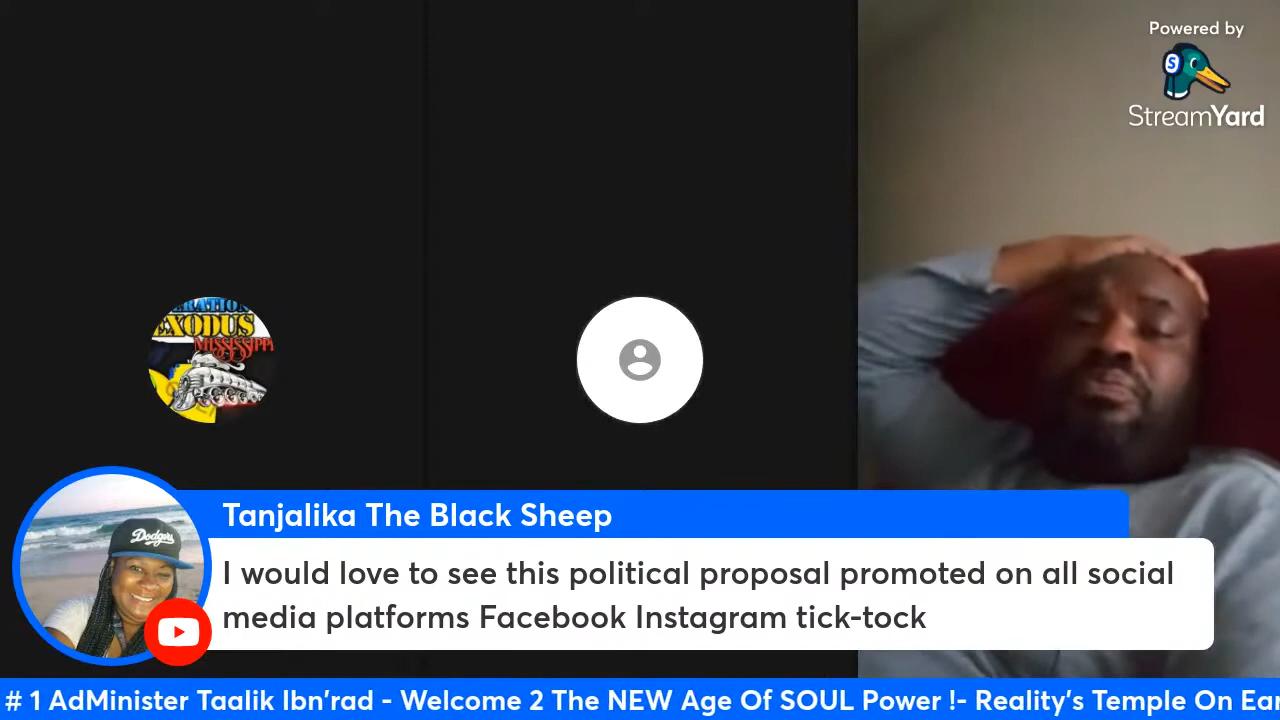 Powered by
S
StreamYard
ERATION
EXODUS
MISSISSIPPI
Dodgers
Tanjalika The Black Sheep
I would love to see this political proposal promoted on all social
media platforms Facebook Instagram tick-tock
# 1 AdMinister Taalik Ibn'rad - Welcome 2 The NEW Age Of SOUL Power !- Reality's Temple On Ear